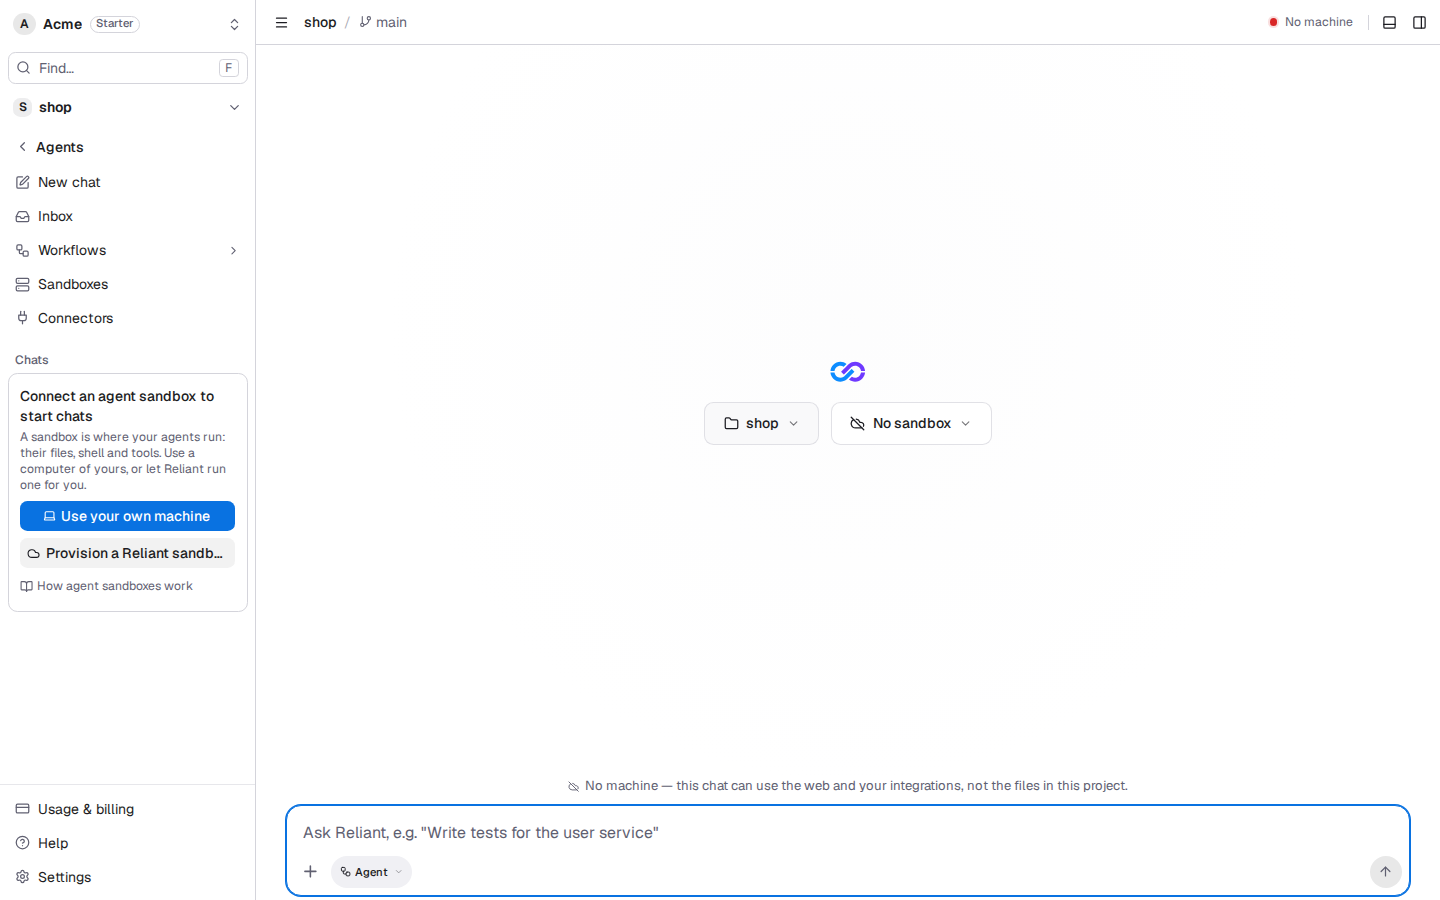 A Acme Starter
Find... F
S shop
Agents
New chat
Inbox
Workflows
Sandboxes
Connectors
Chats
Connect an agent sandbox to
start chats
A sandbox is where your agents run:
their files, shell and tools. Use a
computer of yours, or let Reliant run
one for you.
Use your own machine
Provision a Reliant sandb...
How agent sandboxes work
Usage & billing
Help
Settings
shop / main
No machine
shop
No sandbox
No machine — this chat can use the web and your integrations, not the files in this project.
Ask Reliant, e.g. "Write tests for the user service"
Agent